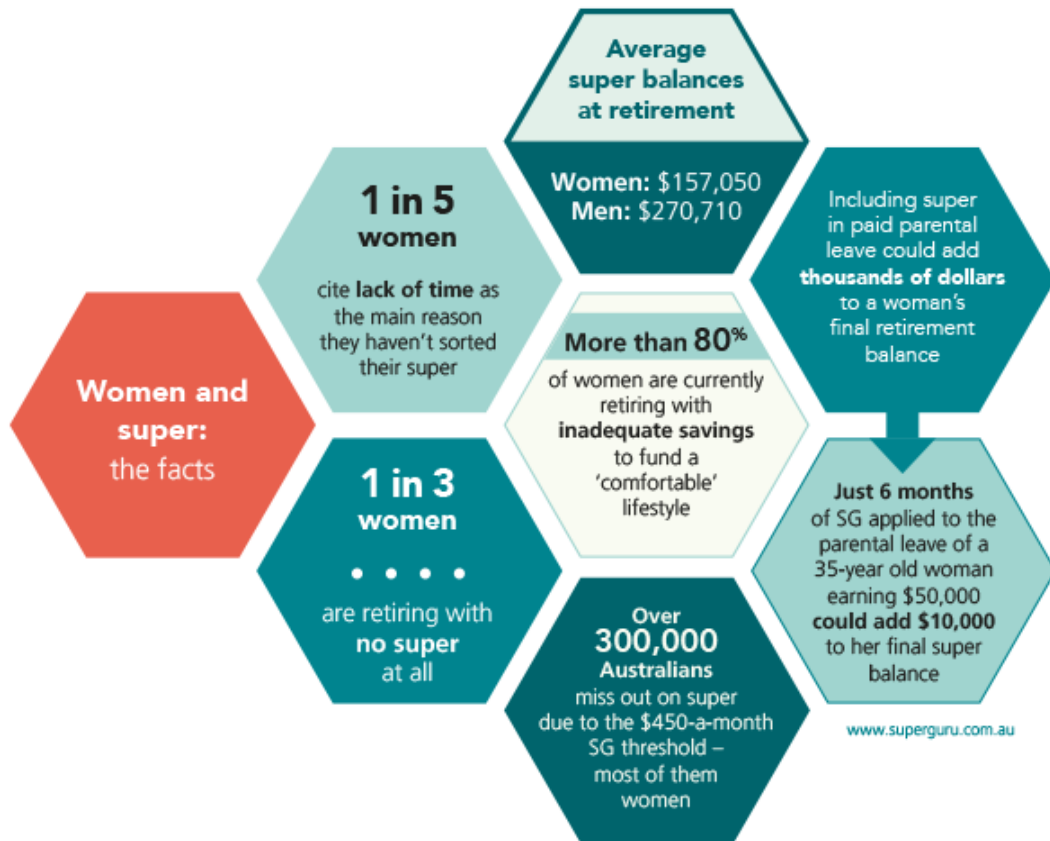 Women and
super:
the facts
1 in 5
women
cite lack of time as
the main reason
they haven't sorted
their super
1 in 3
women
are retiring with
no super
at all
Average
super balances
at retirement
Women: $157,050
Men: $270,710
More than 80%
of women are currently
retiring with
inadequate savings
to fund a
‘comfortable’
lifestyle
Over
300,000
Australians
miss out on super
due to the $450-a-month
SG threshold –
most of them
women
Including super
in paid parental
leave could add
thousands of dollars
to a woman's
final retirement
balance
Just 6 months
of SG applied to the
parental leave of a
35-year old woman
earning $50,000
could add $10,000
to her final super
balance
www.superguru.com.au